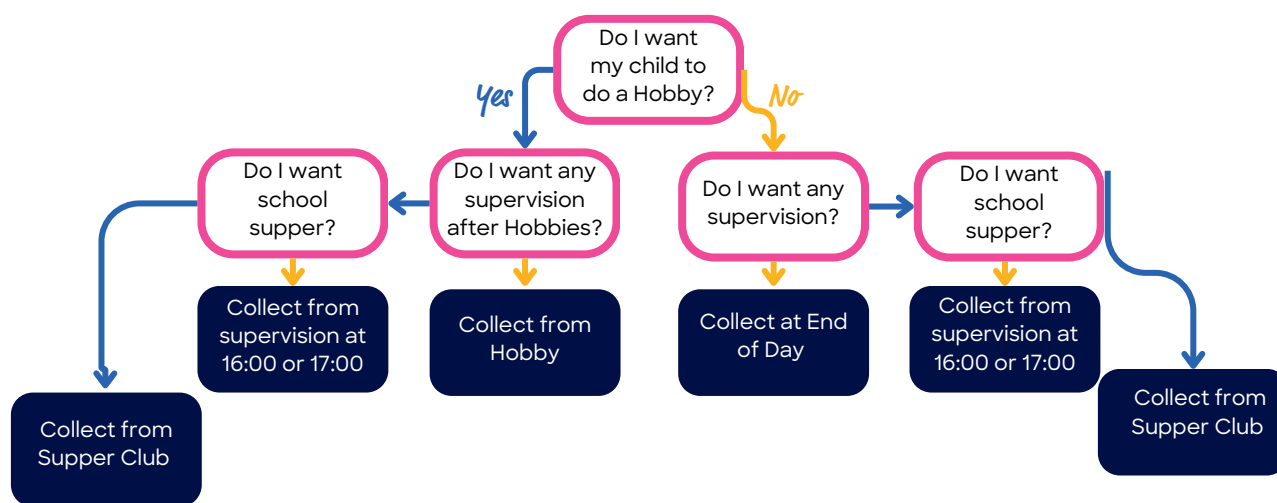 Do I want
my child to
do a Hobby?
Yes
No
Do I want
school
supper?
Do I want any
supervision
after Hobbies?
Do I want any
supervision?
Do I want
school
supper?
Collect from
supervision at
16:00 or 17:00
Collect from
Hobby
Collect at End
of Day
Collect from
supervision at
16:00 or 17:00
Collect from
Supper Club
Collect from
Supper Club